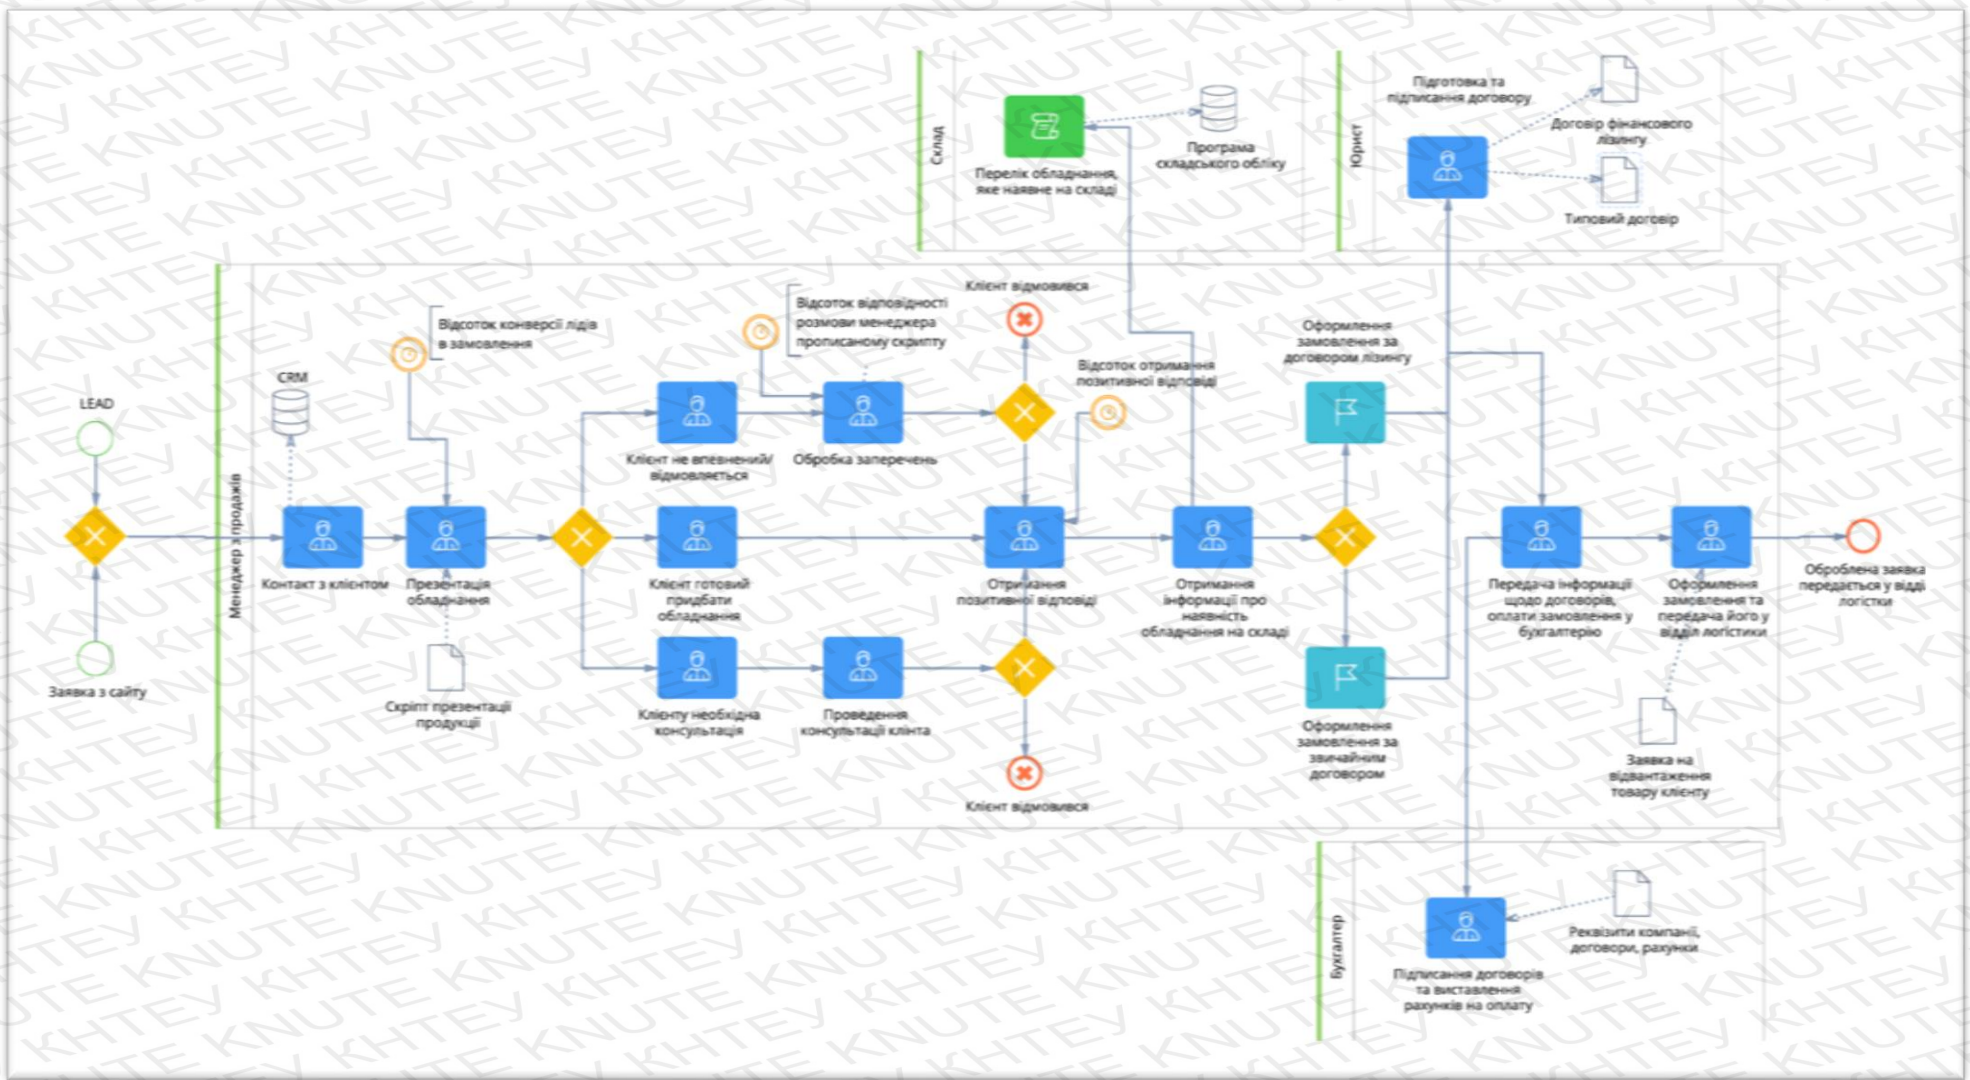 Склад
Перелік обладнання,
яке наявне на складі
Програма
складського обліку
Юрист
Підготовка та
підписання договору
Договір фінансового
лізингу
Типовий договір
LEAD
Заявка з сайту
Менеджер з продажів
CRM
Контакт з клієнтом
Відсоток конверсії лідів
в замовлення
Презентація
обладнання
Скріпт презентації
продукції
Відсоток відповідності
розмови менеджера
прописаному скрипту
Клієнт не впевнений/
відмовляється
Обробка заперечень
Клієнт відмовився
Відсоток отримання
позитивної відповіді
Клієнт готовий
придбати
обладнання
Отримання
позитивної відповіді
Отримання
інформації про
наявність
обладнання на складі
Клієнту необхідна
консультація
Проведення
консультації клінта
Клієнт відмовився
Оформлення
замовлення за
договором лізингу
Оформлення
замовлення за
звичайним
договором
Передача інформації
щодо договорів,
оплати замовлення у
бухгалтерію
Оформлення
замовлення та
передача його у
відділ логістики
Оброблена заявка
передається у відді
логістки
Заявка на
відвантаження
товару клієнту
Бухгалтер
Підписання договорів
та виставлення
рахунків на оплату
Реквізити компанії,
договори, рахунки
KNUTE KHTEY